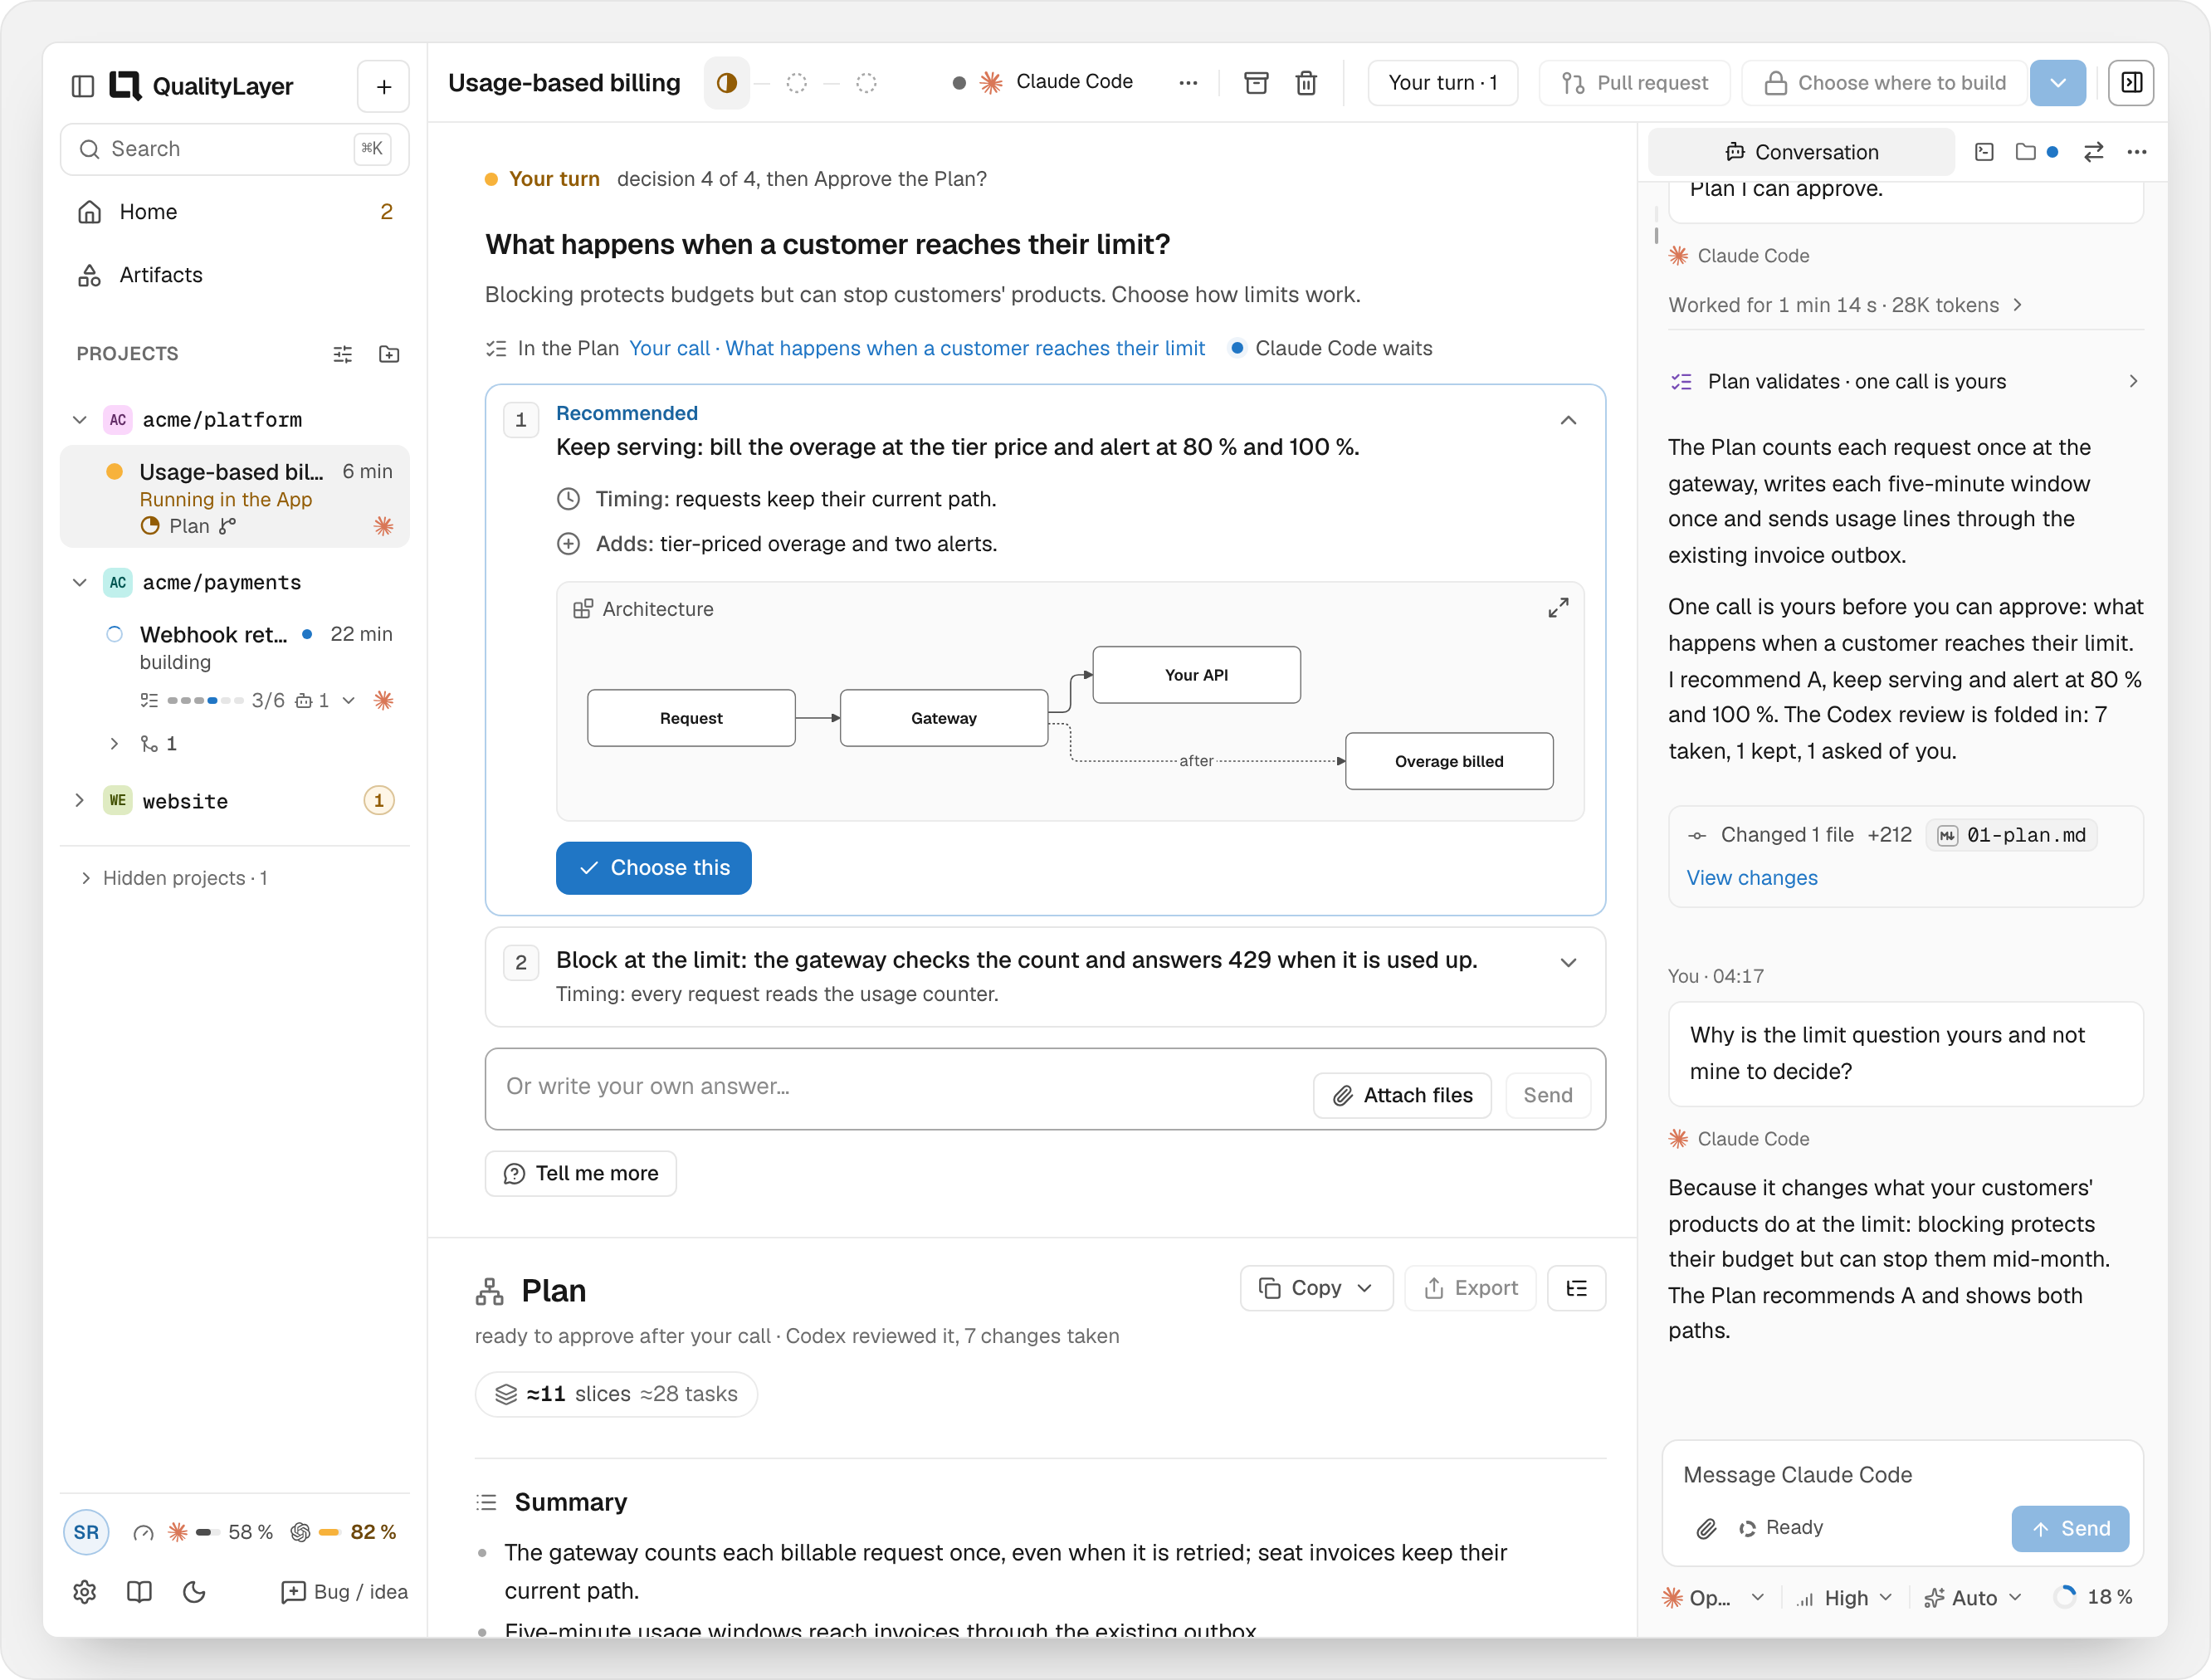 QualityLayer
+
Search
⌘K
Home
2
Artifacts
PROJECTS
AC
acme/platform
Usage-based bil...
6 min
Running in the App
Plan
AC
acme/payments
Webhook ret...
22 min
building
3/6
1
1
WE
website
1
Hidden projects · 1
SR
58 %
82 %
Bug / idea
Usage-based billing
Claude Code
Your turn · 1
Pull request
Choose where to build
Your turn
decision 4 of 4, then Approve the Plan?
What happens when a customer reaches their limit?
Blocking protects budgets but can stop customers' products. Choose how limits work.
In the Plan
Your call · What happens when a customer reaches their limit
Claude Code waits
1
Recommended
Keep serving: bill the overage at the tier price and alert at 80 % and 100 %.
Timing: requests keep their current path.
Adds: tier-priced overage and two alerts.
Architecture
Request
Gateway
Your API
after
Overage billed
Choose this
2
Block at the limit: the gateway checks the count and answers 429 when it is used up.
Timing: every request reads the usage counter.
Or write your own answer...
Attach files
Send
Tell me more
Plan
Copy
Export
ready to approve after your call · Codex reviewed it, 7 changes taken
≈11 slices ≈28 tasks
Summary
The gateway counts each billable request once, even when it is retried; seat invoices keep their
current path.
Five-minute usage windows reach invoices through the existing outbox.
Conversation
Plan I can approve.
Claude Code
Worked for 1 min 14 s · 28K tokens
Plan validates · one call is yours
The Plan counts each request once at the
gateway, writes each five-minute window
once and sends usage lines through the
existing invoice outbox.
One call is yours before you can approve: what
happens when a customer reaches their limit.
I recommend A, keep serving and alert at 80 %
and 100 %. The Codex review is folded in: 7
taken, 1 kept, 1 asked of you.
Changed 1 file +212
01-plan.md
View changes
You · 04:17
Why is the limit question yours and not
mine to decide?
Claude Code
Because it changes what your customers'
products do at the limit: blocking protects
their budget but can stop them mid-month.
The Plan recommends A and shows both
paths.
Message Claude Code
Ready
Send
Op...
High
Auto
18 %